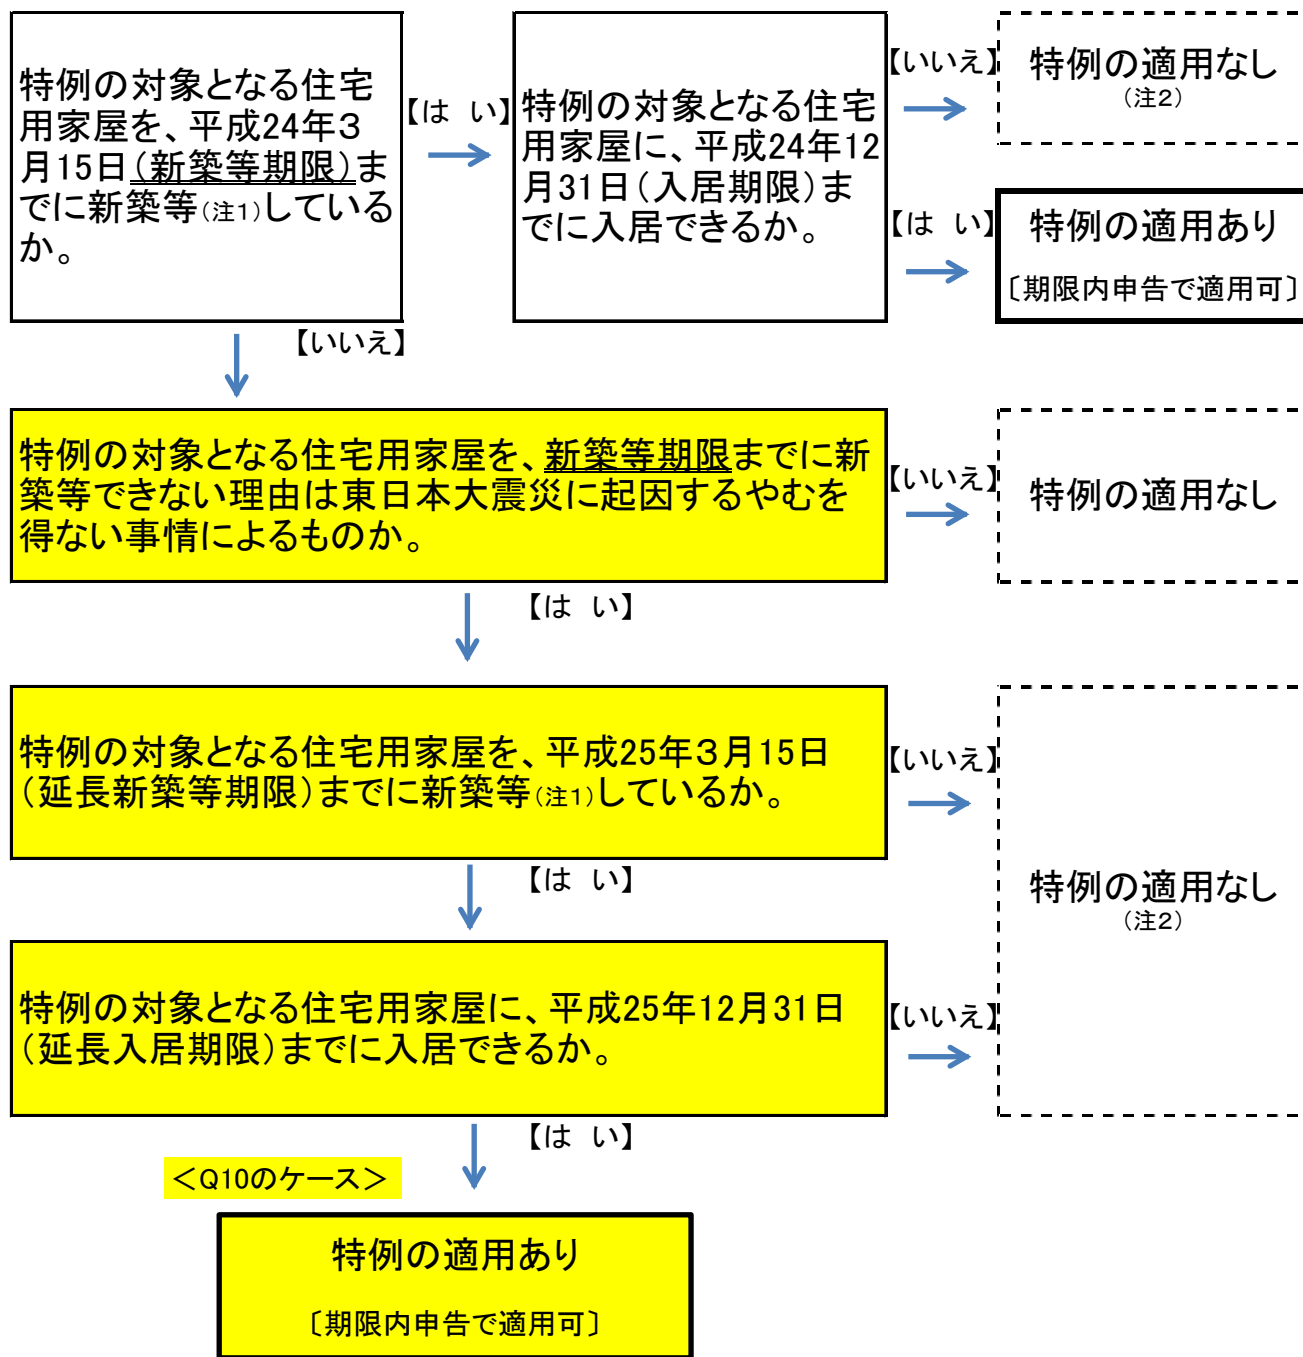 特例の対象となる住宅
用家屋を、平成24年３
月15日（新築等期限）ま
でに新築等（注１）している
か。
【は　い】
特例の対象となる住宅
用家屋に、平成24年12
月31日（入居期限）ま
でに入居できるか。
【いいえ】
特例の適用なし
（注２）
【は　い】
特例の適用あり
〔期限内申告で適用可〕
【いいえ】
特例の対象となる住宅用家屋を、新築等期限までに新
築等できない理由は東日本大震災に起因するやむを
得ない事情によるものか。
【いいえ】
特例の適用なし
【は　い】
特例の対象となる住宅用家屋を、平成25年３月15日
（延長新築等期限）までに新築等（注１）しているか。
【いいえ】
【は　い】
特例の適用なし
（注２）
特例の対象となる住宅用家屋に、平成25年12月31日
（延長入居期限）までに入居できるか。
【いいえ】
【は　い】
＜Q10のケース＞
特例の適用あり
〔期限内申告で適用可〕